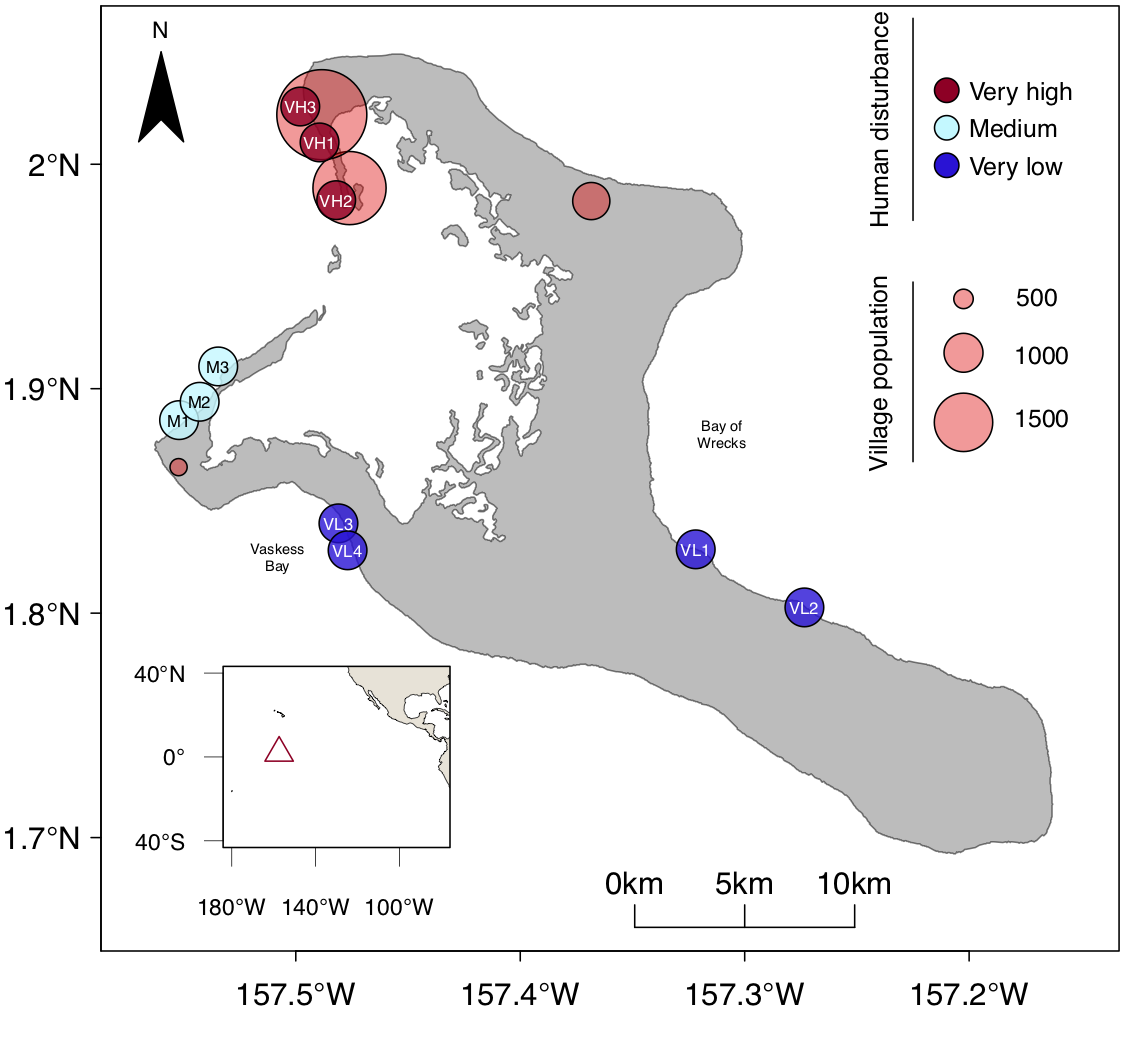 N
Human disturbance
Very high
Medium
Very low
VH3
VH1
VH2
2°N
Village population
500
1000
1500
M3
M2
M1
1.9°N
Bay of
Wrecks
VL3
VL4
VL1
Vaskess
Bay
VL2
1.8°N
40°N
0°
40°S
1.7°N
180°W 140°W 100°W
0km 5km 10km
157.5°W 157.4°W 157.3°W 157.2°W